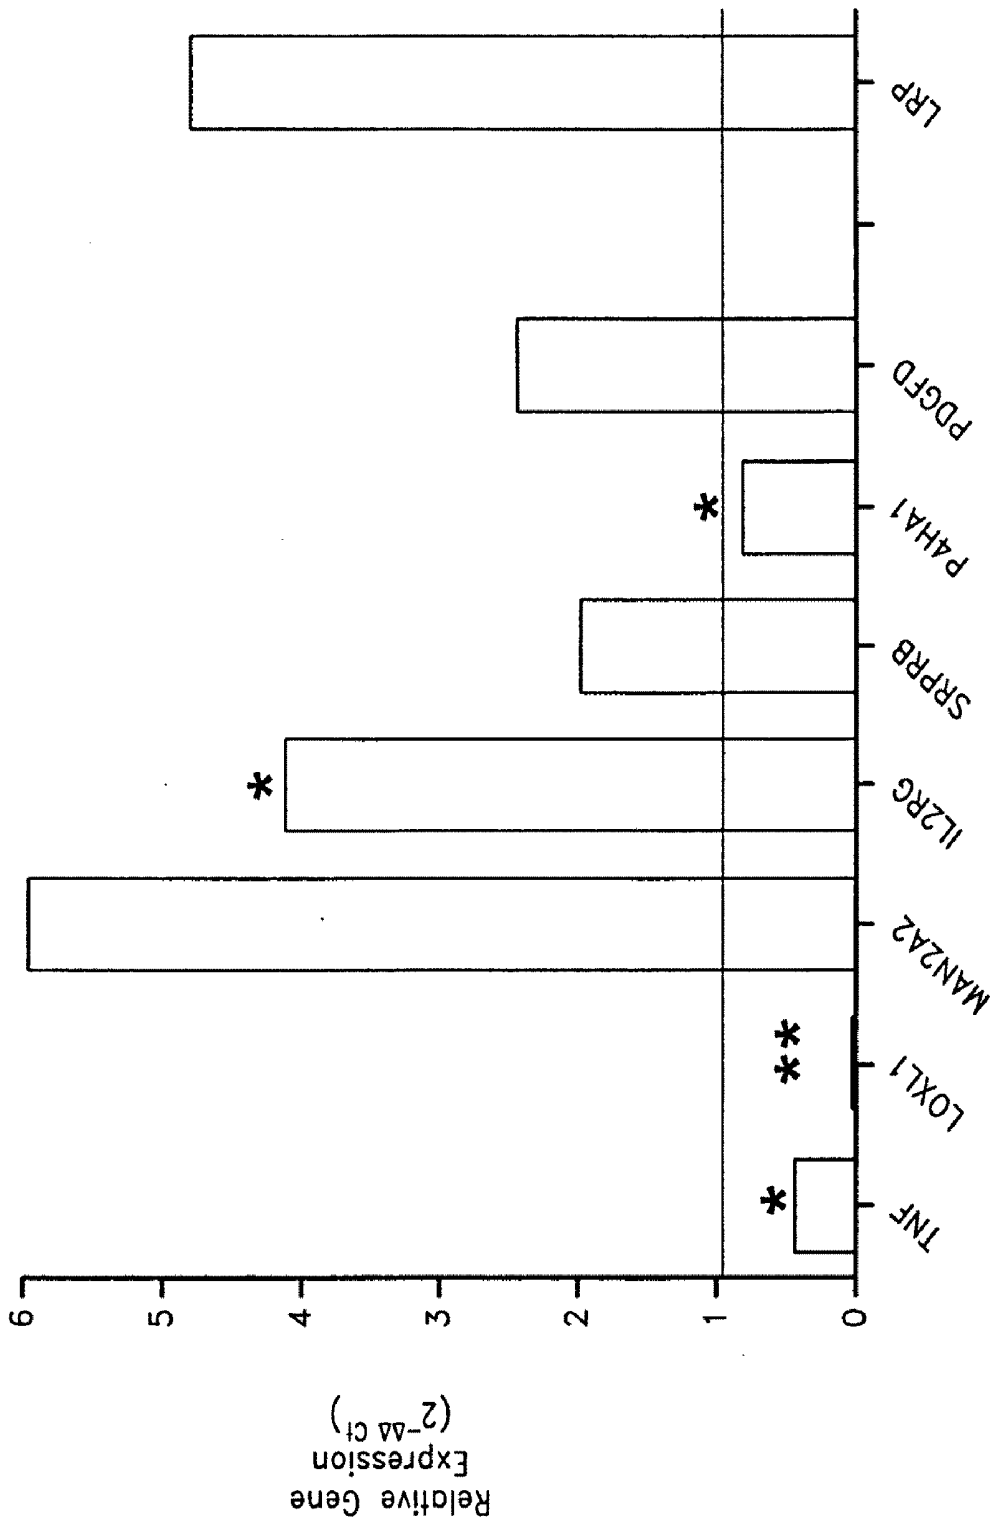 Relative Gene
Expression
(2^-ΔΔ Ct)
6
5
4
3
2
1
0
*
**
*
*
TNF
LOXL1
MAN2A2
IL2RG
SRPRB
P4HA1
PDGFD
LRP